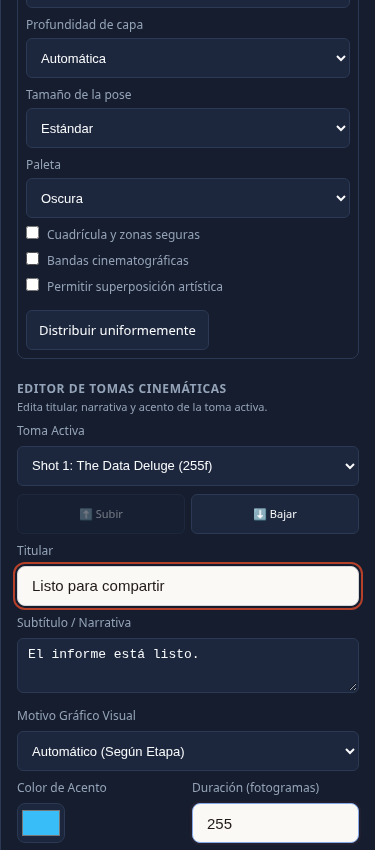 Profundidad de capa
Automática
Tamaño de la pose
Estándar
Paleta
Oscura
Cuadrícula y zonas seguras
Bandas cinematográficas
Permitir superposición artística
Distribuir uniformemente
EDITOR DE TOMAS CINEMÁTICAS
Edita titular, narrativa y acento de la toma activa.
Toma Activa
Shot 1: The Data Deluge (255f)
⬆️ Subir
⬇️ Bajar
Titular
Listo para compartir
Subtítulo / Narrativa
El informe está listo.
Motivo Gráfico Visual
Automático (Según Etapa)
Color de Acento
Duración (fotogramas)
255